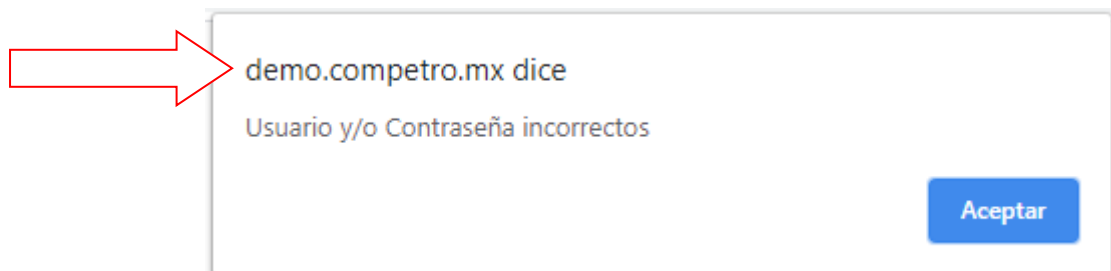 demo.competro.mx dice
Usuario y/o Contraseña incorrectos
Aceptar